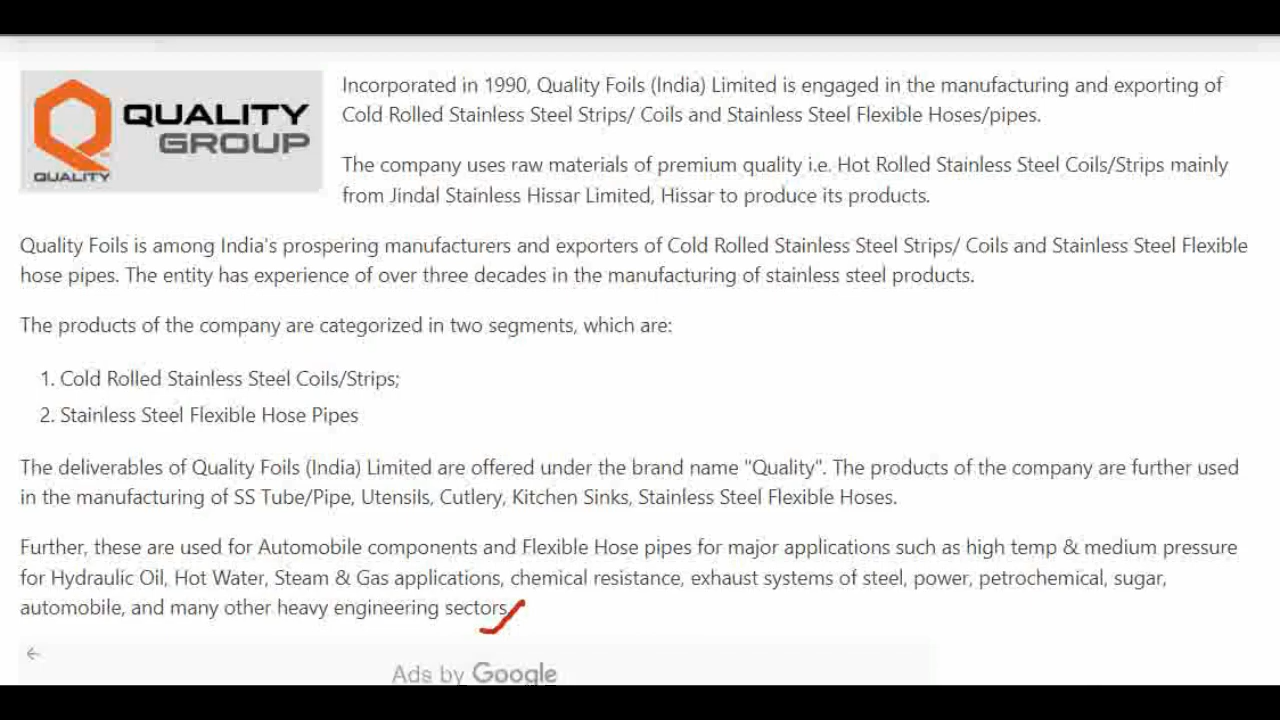 QUALITY
GROUP
QUALITY
Incorporated in 1990, Quality Foils (India) Limited is engaged in the manufacturing and exporting of
Cold Rolled Stainless Steel Strips/ Coils and Stainless Steel Flexible Hoses/pipes.
The company uses raw materials of premium quality i.e. Hot Rolled Stainless Steel Coils/Strips mainly
from Jindal Stainless Hissar Limited, Hissar to produce its products.
Quality Foils is among India's prospering manufacturers and exporters of Cold Rolled Stainless Steel Strips/ Coils and Stainless Steel Flexible
hose pipes. The entity has experience of over three decades in the manufacturing of stainless steel products.
The products of the company are categorized in two segments, which are:
1. Cold Rolled Stainless Steel Coils/Strips;
2. Stainless Steel Flexible Hose Pipes
The deliverables of Quality Foils (India) Limited are offered under the brand name "Quality". The products of the company are further used
in the manufacturing of SS Tube/Pipe, Utensils, Cutlery, Kitchen Sinks, Stainless Steel Flexible Hoses.
Further, these are used for Automobile components and Flexible Hose pipes for major applications such as high temp & medium pressure
for Hydraulic Oil, Hot Water, Steam & Gas applications, chemical resistance, exhaust systems of steel, power, petrochemical, sugar,
automobile, and many other heavy engineering sectors.
Ads by Google